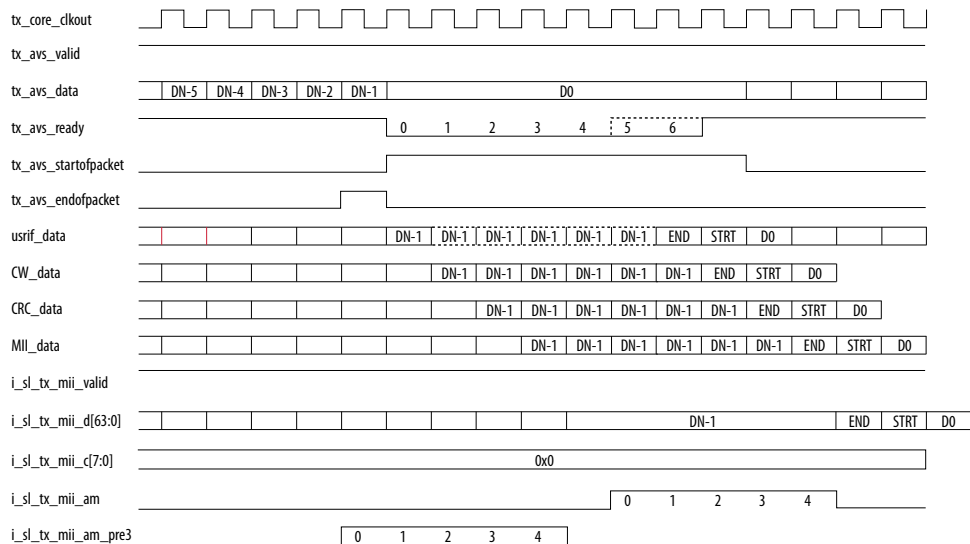 tx_core_clkout
tx_avs_valid
tx_avs_data DN-5 DN-4 DN-3 DN-2 DN-1 D0
tx_avs_ready 0 1 2 3 4 5 6
tx_avs_startofpacket
tx_avs_endofpacket
usrif_data DN-1 DN-1 DN-1 DN-1 DN-1 DN-1 END STRT D0
CW_data DN-1 DN-1 DN-1 DN-1 DN-1 DN-1 END STRT D0
CRC_data DN-1 DN-1 DN-1 DN-1 DN-1 DN-1 END STRT D0
MII_data DN-1 DN-1 DN-1 DN-1 DN-1 DN-1 END STRT D0
i_sl_tx_mii_valid
i_sl_tx_mii_d[63:0] DN-1 END STRT D0
i_sl_tx_mii_c[7:0] 0x0
i_sl_tx_mii_am 0 1 2 3 4
i_sl_tx_mii_am_pre3 0 1 2 3 4